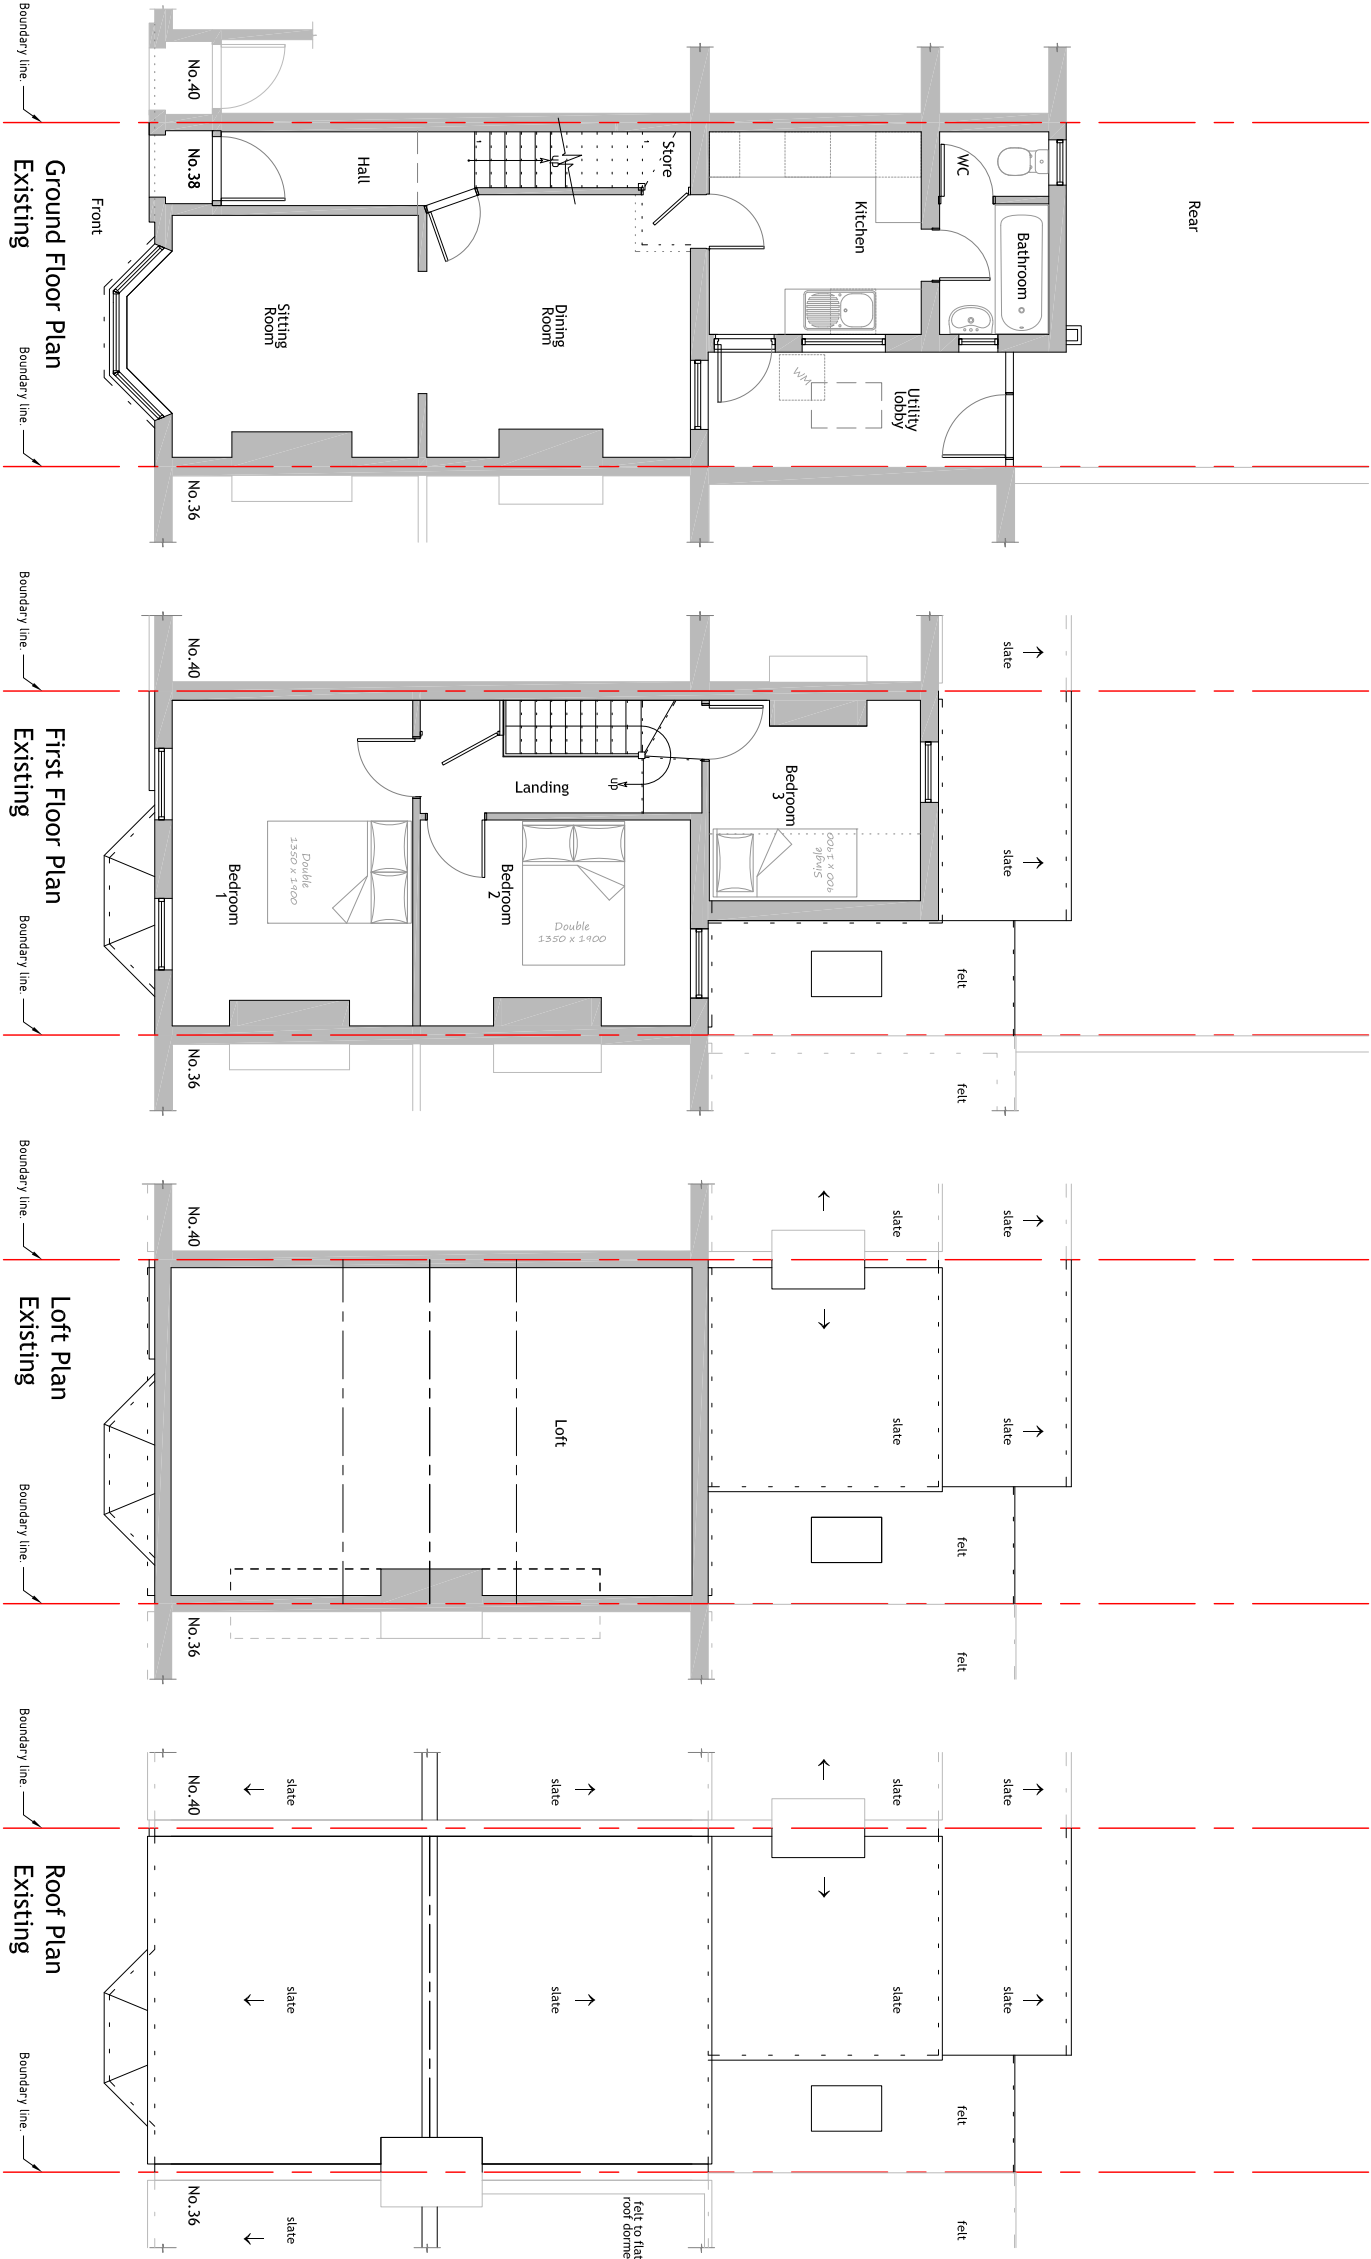 Boundary line.
No.40
No.38
Hall
Store
WC
Kitchen
Bathroom
Rear
up
Ground Floor Plan
Existing
Front
Sitting
Room
Dining
Room
WM
Utility
lobby
Boundary line.
No.36
Boundary line.
No.40
slate
First Floor Plan
Existing
Landing
up
Bedroom
3
Single
900 x 1900
slate
Bedroom
1
Double
1350 x 1900
Bedroom
2
Double
1350 x 1900
felt
Boundary line.
No.36
felt
Boundary line.
No.40
slate
slate
Loft Plan
Existing
Loft
slate
slate
felt
Boundary line.
No.36
felt
Boundary line.
No.40
slate
slate
slate
slate
Roof Plan
Existing
slate
slate
slate
slate
felt
Boundary line.
No.36
slate
felt to flat
roof dorme
felt